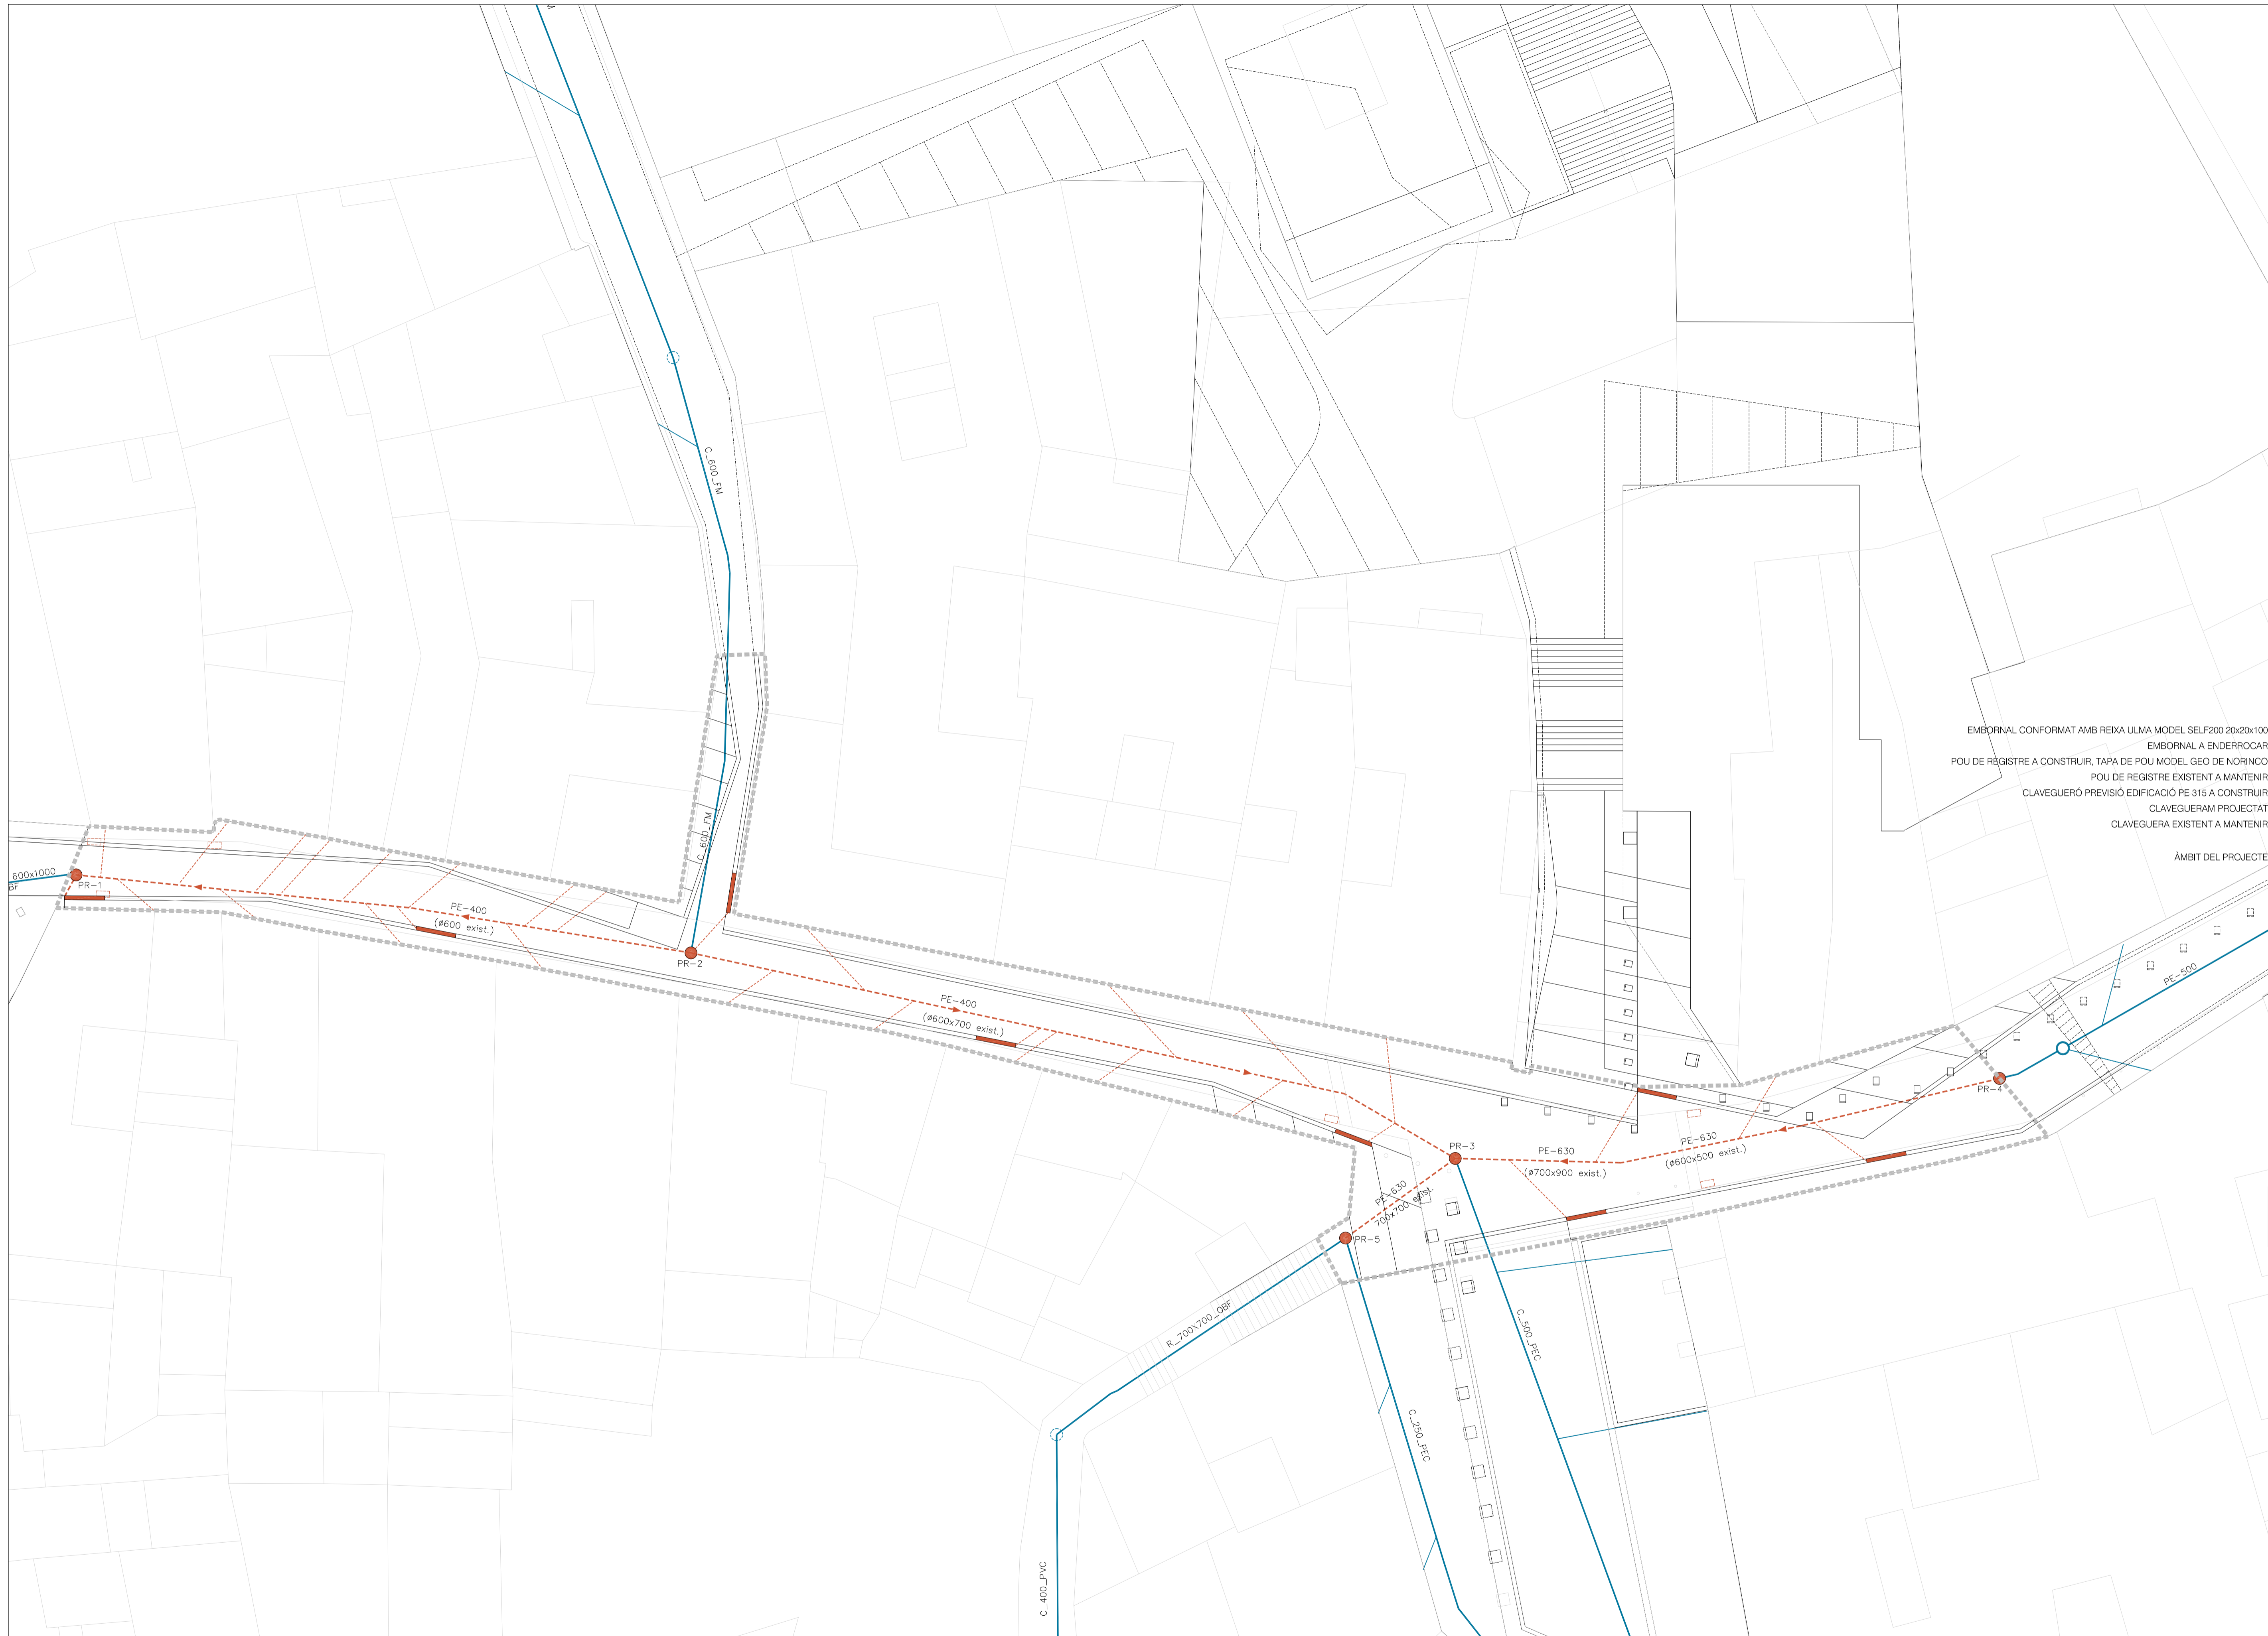 C_600_FM
EMBORNAL CONFORMAT AMB REIXA ULMA MODEL SELF200 20x20x100
EMBORNAL A ENDERROCAR
POU DE REGISTRE A CONSTRUIR, TAPA DE POU MODEL GEO DE NORINCO
POU DE REGISTRE EXISTENT A MANTENIR
CLAVEGUERÓ PREVISIÓ EDIFICACIÓ PE 315 A CONSTRUIR
CLAVEGUERAM PROJECTAT
CLAVEGUERA EXISTENT A MANTENIR
ÀMBIT DEL PROJECTE
C_600_FM
600x1000
BF
PR-1
PE-400
(ø600 exist.)
PR-2
PE-400
(ø600x700 exist.)
PE-500
PR-4
PR-3
PE-630
(ø700x900 exist.)
PE-630
(ø600x500 exist.)
PE-630
700x700 exist.
PR-5
R_700X700_OBF
C_500_PEC
C_250_PEC
C_400_PVC